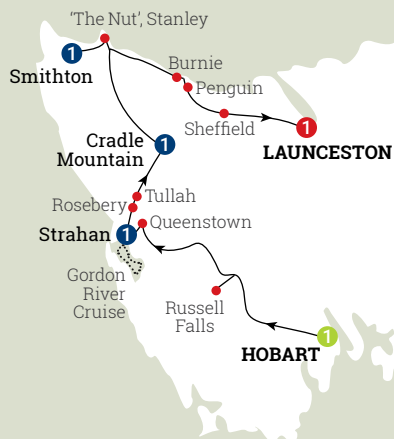 'The Nut', Stanley
1
Smithton
Burnie
Penguin
Sheffield
1
LAUNCESTON
Cradle
Mountain
1
Tullah
Rosebery
Queenstown
Strahan
1
Gordon
River
Cruise
Russell
Falls
1
HOBART